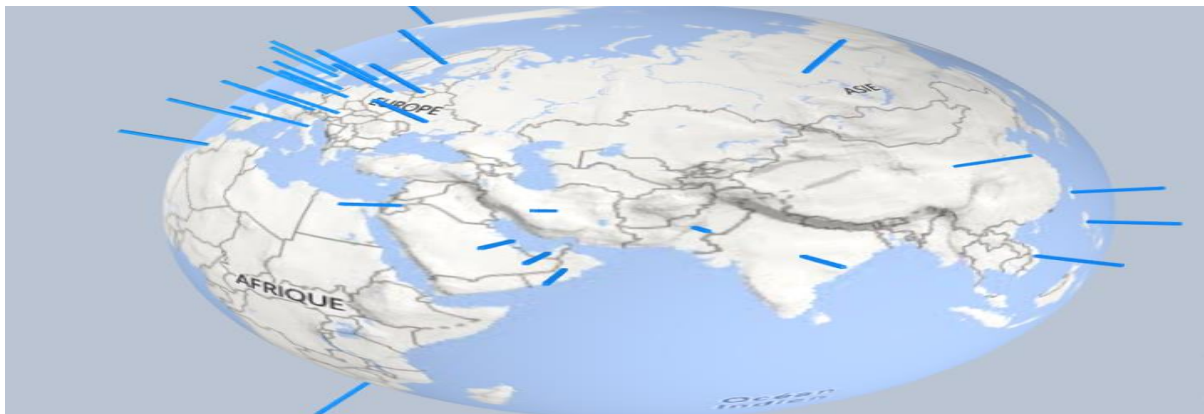 EUROPE
ASIE
AFRIQUE
Océan
Indien